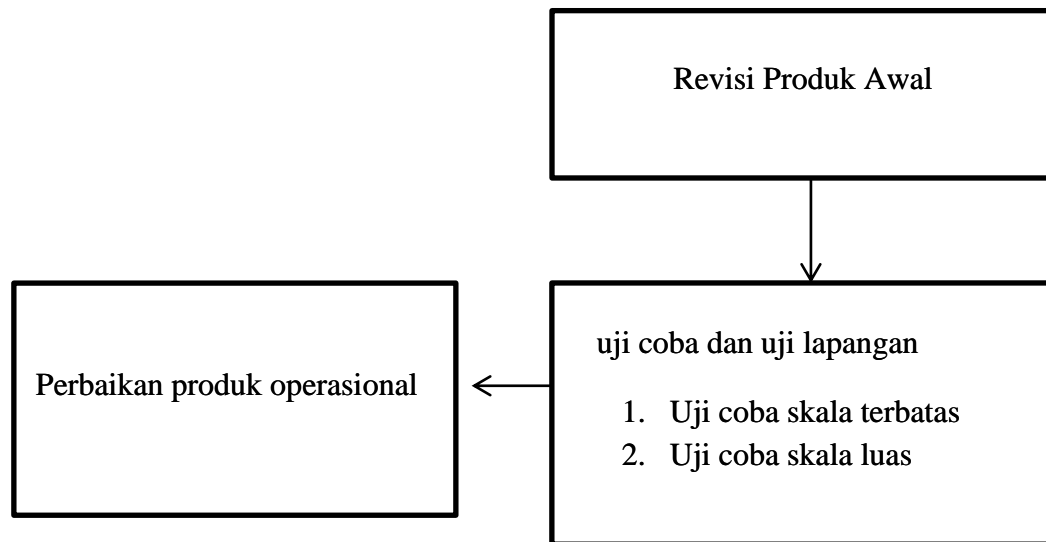 Revisi Produk Awal
uji coba dan uji lapangan
1. Uji coba skala terbatas
2. Uji coba skala luas
Perbaikan produk operasional